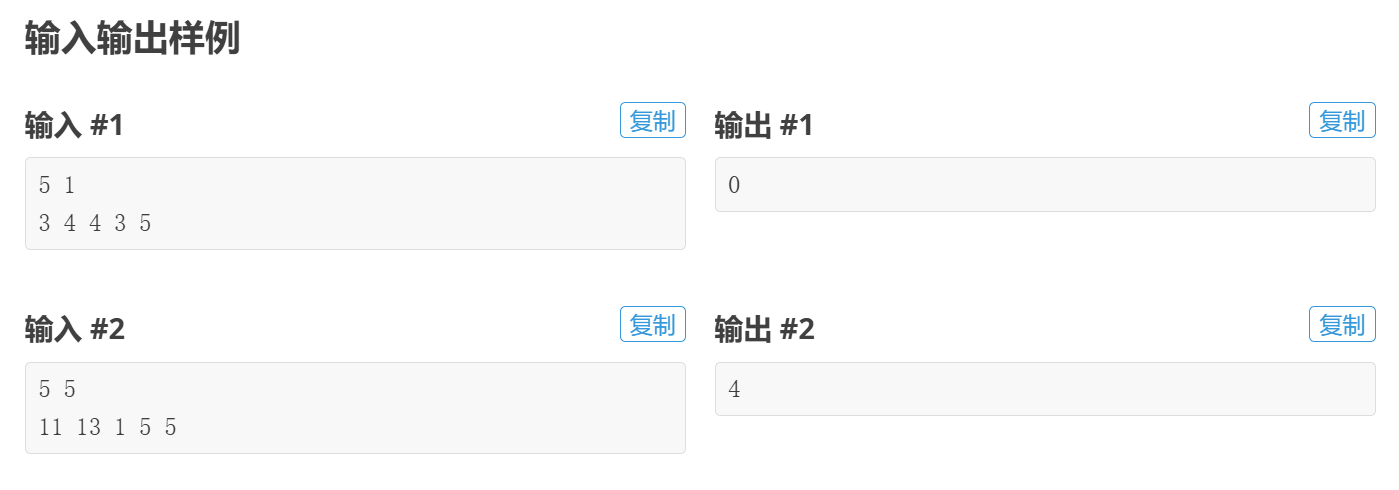 输入输出样例
输入 #1
复制
5 1
3 4 4 3 5
输出 #1
复制
0
输入 #2
复制
5 5
11 13 1 5 5
输出 #2
复制
4